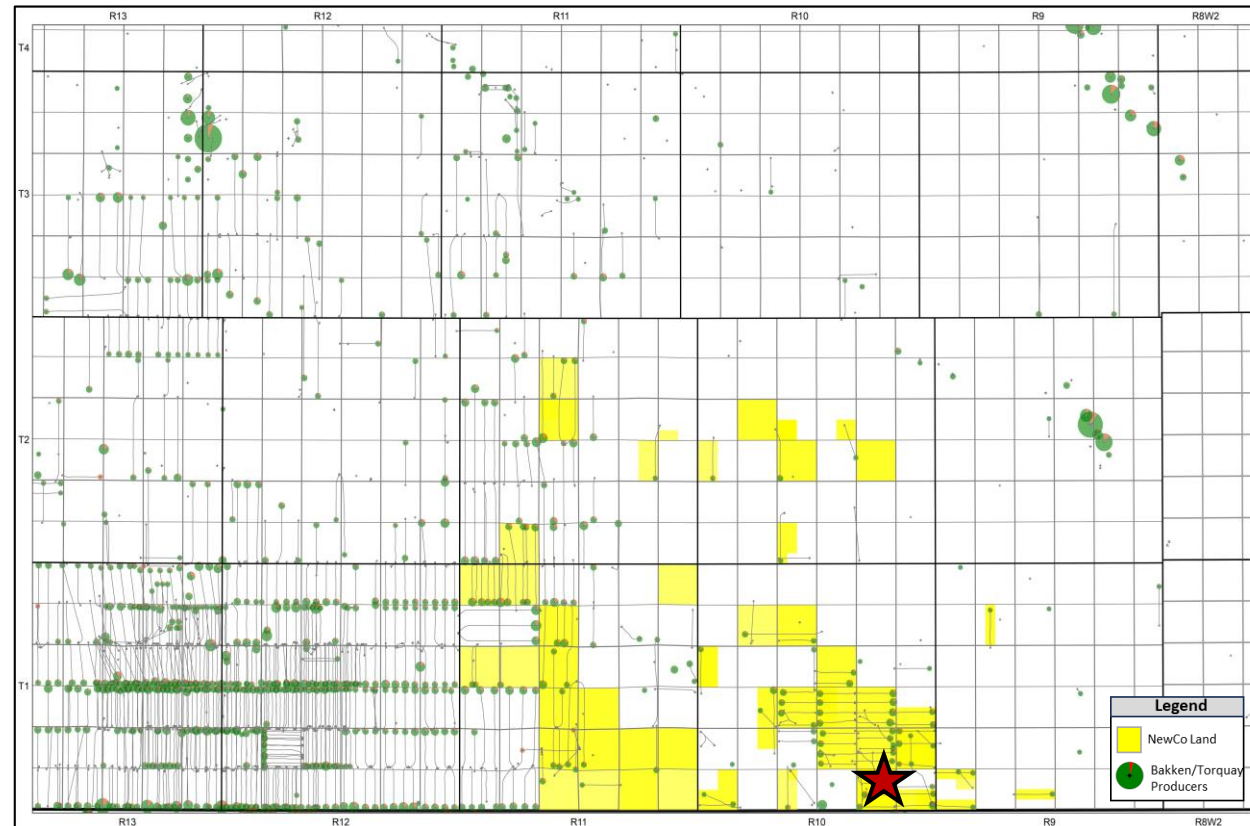 R13 R12 R11 R10 R9 R8W2
T4
T3
T2
T1
Legend
NewCo Land
Bakken/Torquay
Producers
R13 R12 R11 R10 R9 R8W2